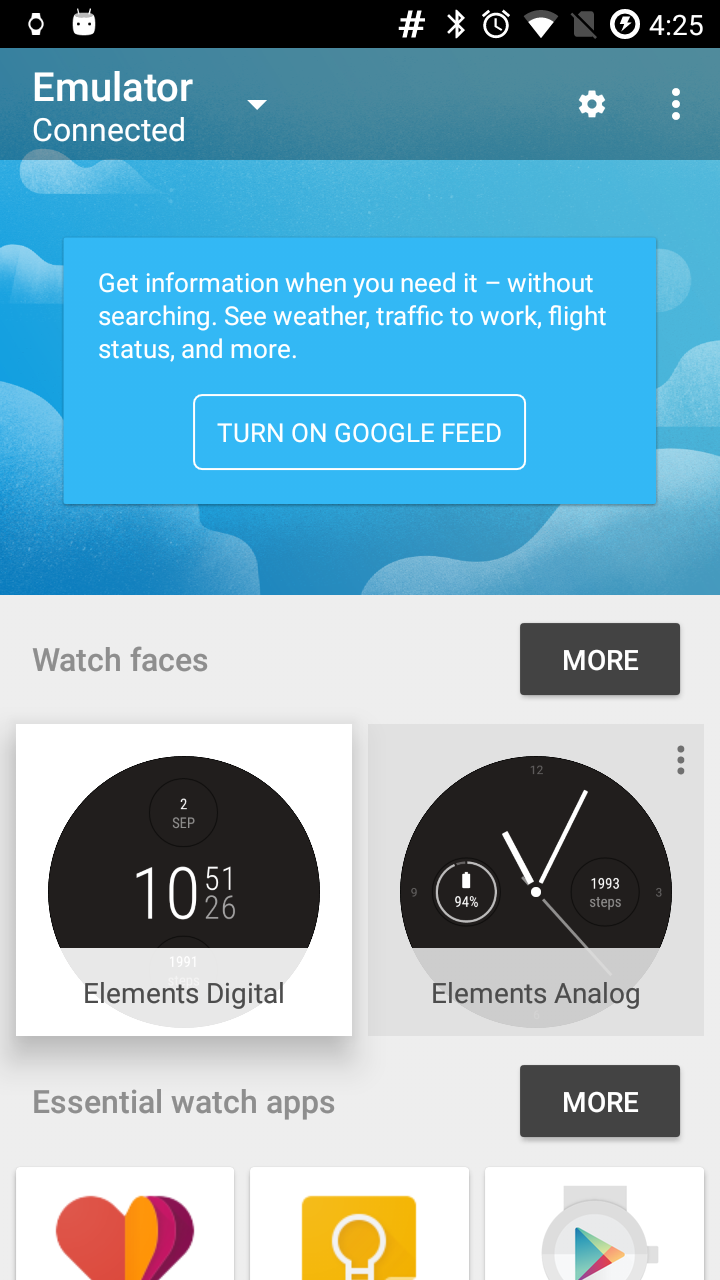 4:25
Emulator
Connected
Get information when you need it – without
searching. See weather, traffic to work, flight
status, and more.
TURN ON GOOGLE FEED
Watch faces
MORE
2
SEP
10 51
26
1991
steps
Elements Digital
12
9
94%
1993
steps
3
Elements Analog
Essential watch apps
MORE